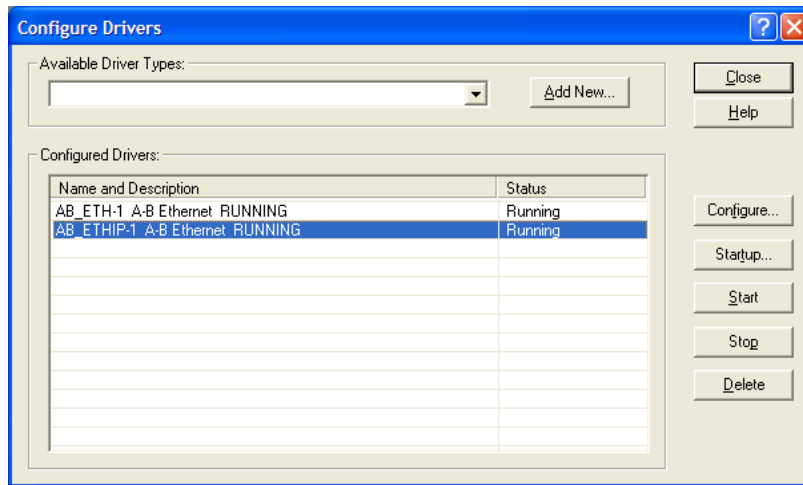 Configure Drivers
Available Driver Types:
Add New...
Close
Help
Configured Drivers:
Name and Description Status
AB_ETH-1 A-B Ethernet RUNNING Running
AB_ETHIP-1 A-B Ethernet RUNNING Running
Configure...
Startup...
Start
Stop
Delete